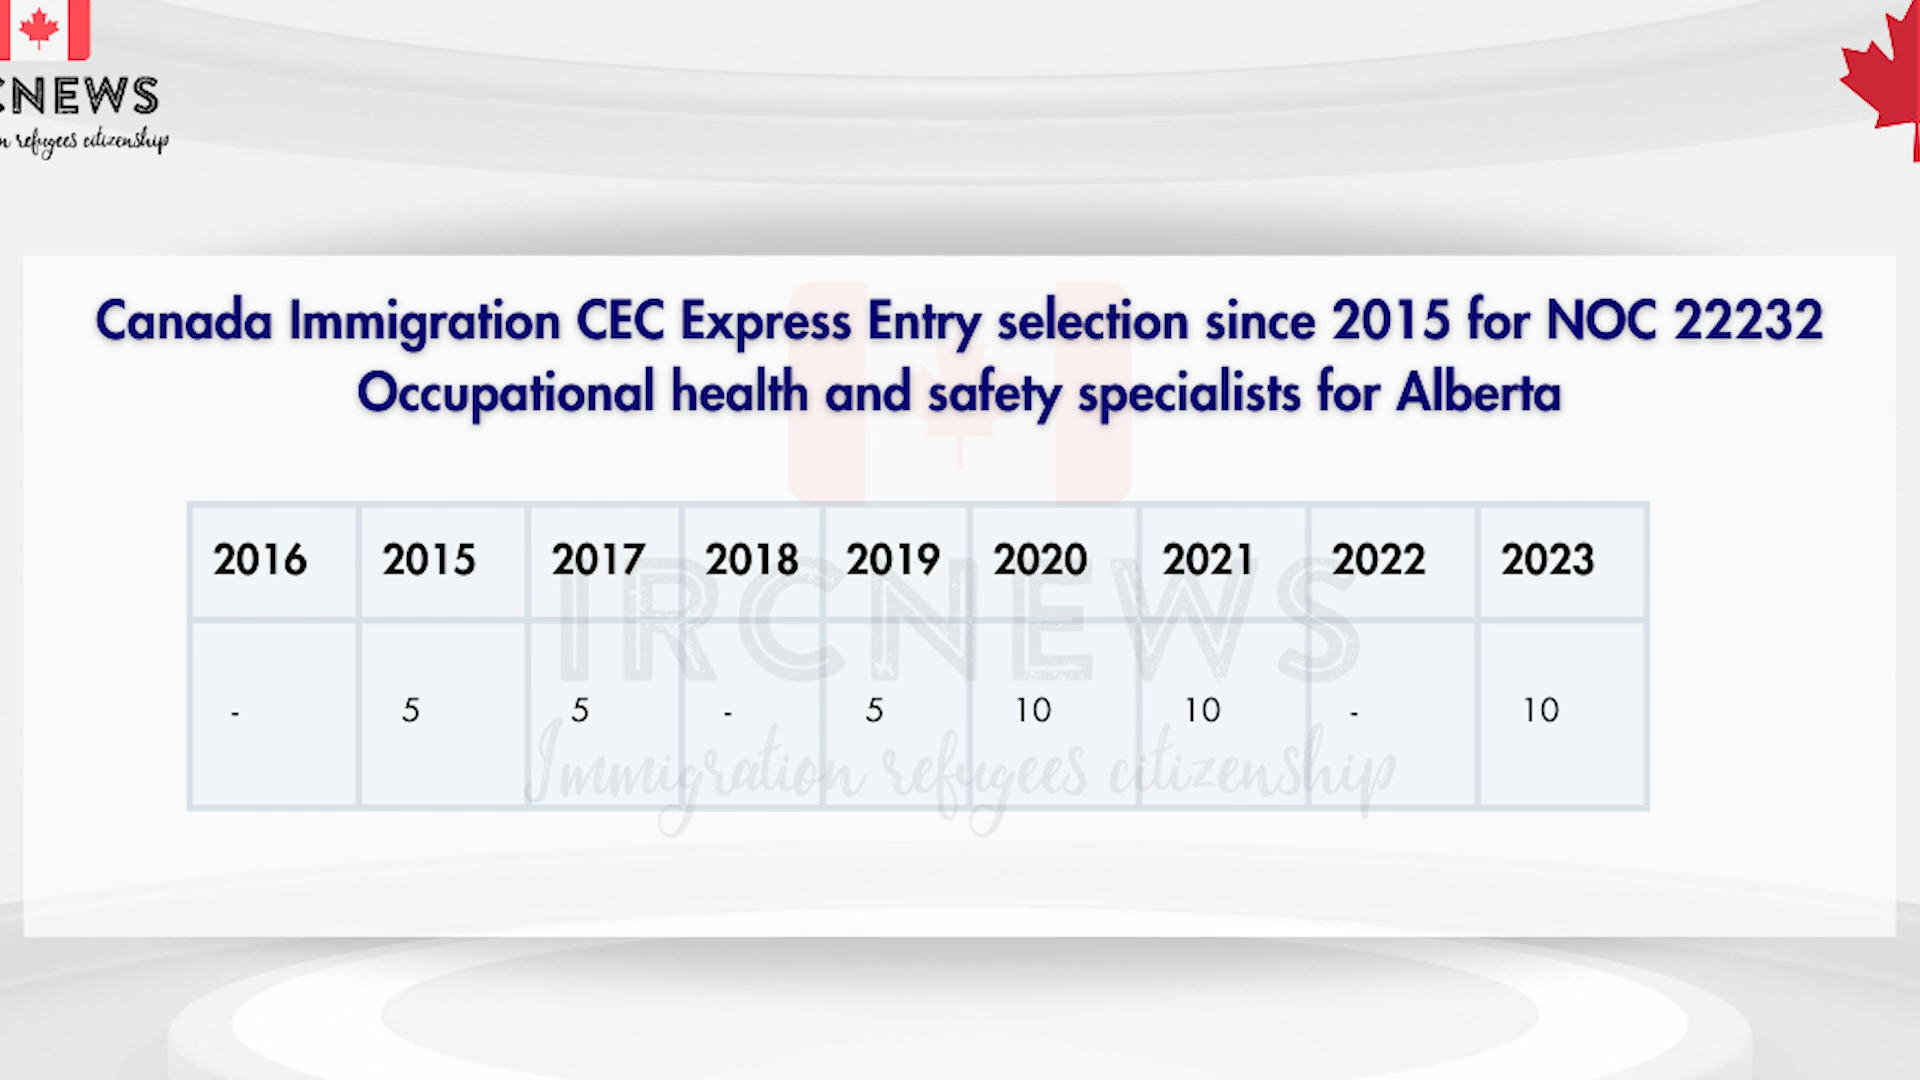 CNEWS
n refugees citizenship
Canada Immigration CEC Express Entry selection since 2015 for NOC 22232
Occupational health and safety specialists for Alberta
2016 2015 2017 2018 2019 2020 2021 2022 2023
- 5 5 - 5 10 10 - 10
IRCNEWS
Immigration refugees citizenship